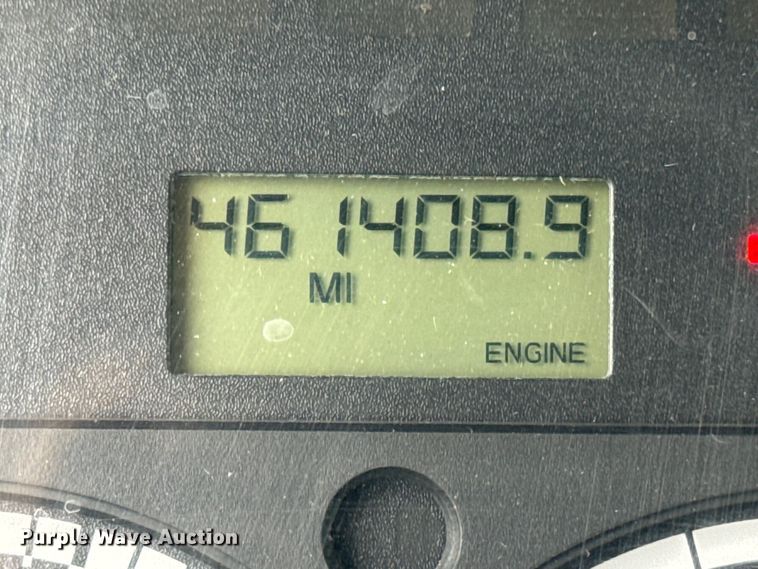 461408.9
MI
ENGINE
Purple Wave Auction